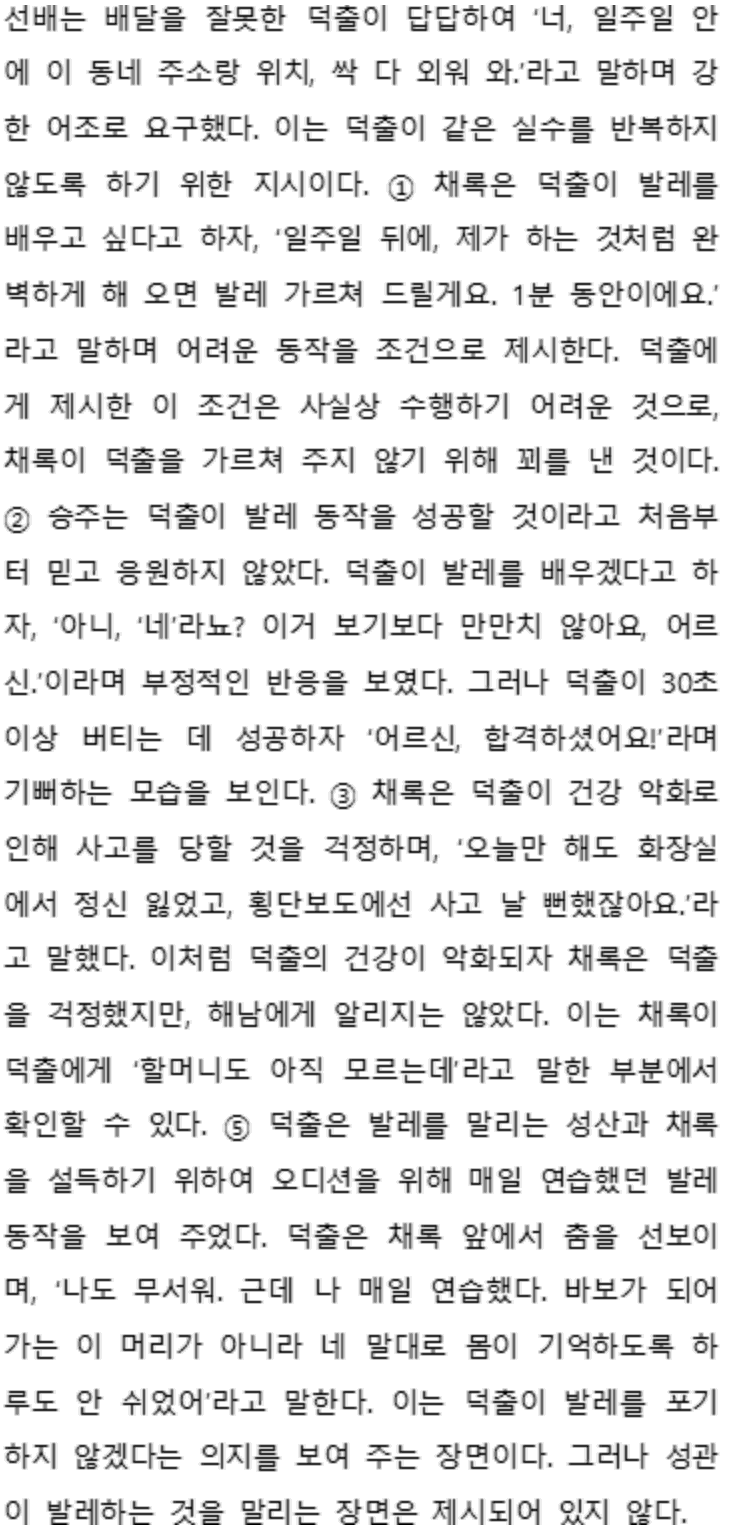 선배는 배달을 잘못한 덕출이 답답하여 ‘너, 일주일 안
에 이 동네 주소랑 위치, 싹 다 외워 와.’라고 말하며 강
한 어조로 요구했다. 이는 덕출이 같은 실수를 반복하지
않도록 하기 위한 지시이다. ① 채록은 덕출이 발레를
배우고 싶다고 하자, ‘일주일 뒤에, 제가 하는 것처럼 완
벽하게 해 오면 발레 가르쳐 드릴게요. 1분 동안이에요.’
라고 말하며 어려운 동작을 조건으로 제시한다. 덕출에
게 제시한 이 조건은 사실상 수행하기 어려운 것으로,
채록이 덕출을 가르쳐 주지 않기 위해 꾀를 낸 것이다.
② 승주는 덕출이 발레 동작을 성공할 것이라고 처음부
터 믿고 응원하지 않았다. 덕출이 발레를 배우겠다고 하
자, ‘아니, ‘네’라뇨? 이거 보기보다 만만치 않아요, 어르
신.’이라며 부정적인 반응을 보였다. 그러나 덕출이 30초
이상 버티는 데 성공하자 ‘어르신, 합격하셨어요!’라며
기뻐하는 모습을 보인다. ③ 채록은 덕출이 건강 악화로
인해 사고를 당할 것을 걱정하며, ‘오늘만 해도 화장실
에서 정신 잃었고, 횡단보도에선 사고 날 뻔했잖아요.’라
고 말했다. 이처럼 덕출의 건강이 악화되자 채록은 덕출
을 걱정했지만, 해남에게 알리지는 않았다. 이는 채록이
덕출에게 ‘할머니도 아직 모르는데’라고 말한 부분에서
확인할 수 있다. ⑤ 덕출은 발레를 말리는 성산과 채록
을 설득하기 위하여 오디션을 위해 매일 연습했던 발레
동작을 보여 주었다. 덕출은 채록 앞에서 춤을 선보이
며, ‘나도 무서워. 근데 나 매일 연습했다. 바보가 되어
가는 이 머리가 아니라 네 말대로 몸이 기억하도록 하
루도 안 쉬었어’라고 말한다. 이는 덕출이 발레를 포기
하지 않겠다는 의지를 보여 주는 장면이다. 그러나 성관
이 발레하는 것을 말리는 장면은 제시되어 있지 않다.